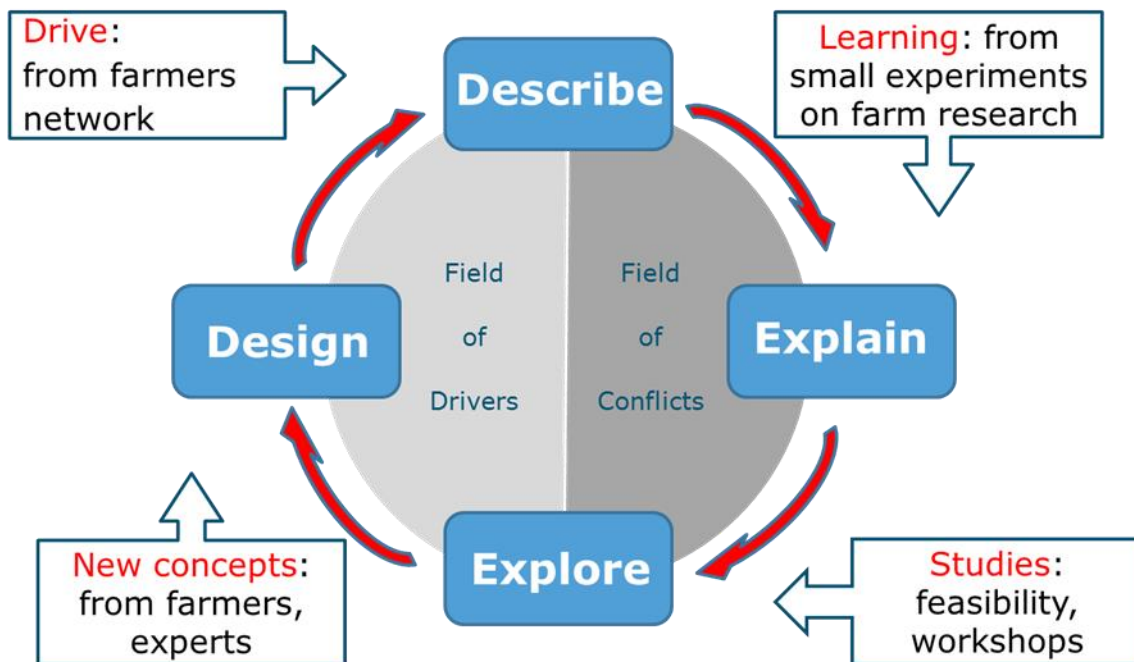 Drive:
from farmers
network
Describe
Learning: from
small experiments
on farm research
Field
of
Drivers
Field
of
Conflicts
Design
Explain
New concepts:
from farmers,
experts
Explore
Studies:
feasibility,
workshops